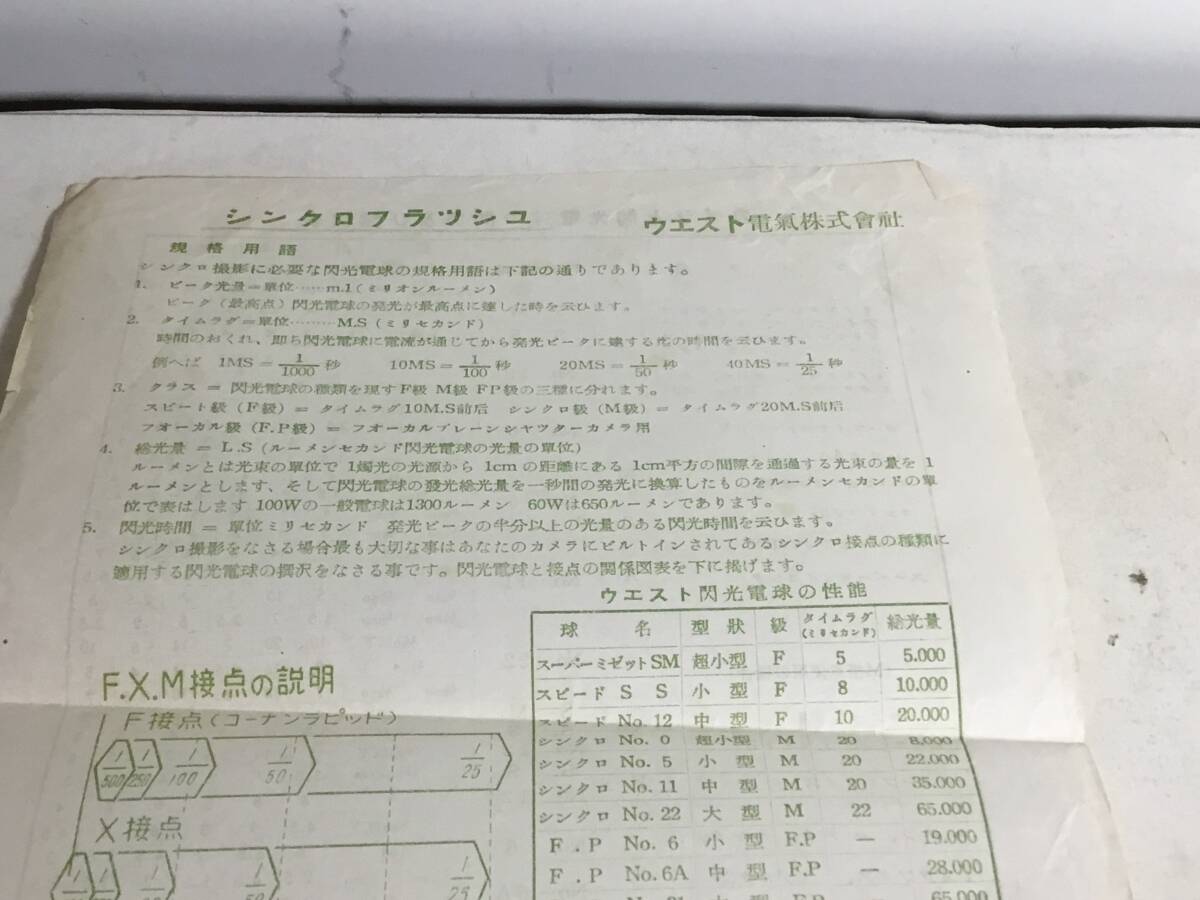 シンクロフラツシユ ウエスト電氣株式會社
規格用語
シンクロ撮影に必要な閃光電球の規格用語は下記の通りであります。
1. ピーク光量=單位……m.l(ミリオンルーメン)
ピーク(最高点)閃光電球の発光が最高点に達した時を云ひます。
2. タイムラグ=單位………M.S(ミリセカンド)
時間のおくれ、即ち閃光電球に電流が通じてから発光ピークに達する迄の時間を云ひます。
例へば 1MS=1/1000秒 10MS=1/100秒 20MS=1/50秒 40MS=1/25秒
3. クラス=閃光電球の種類を現すF級 M級 FP級の三種に分れます。
スピート級(F級)=タイムラグ10M.S前后 シンクロ級(M級)=タイムラグ20M.S前后
フオーカル級(F.P級)=フオーカルプレーンシヤツターカメラ用
4. 総光量=L.S(ルーメンセカンド閃光電球の光量の單位)
ルーメンとは光束の單位で1燭光の光源から1cmの距離にある1cm平方の間隙を通過する光束の量を1
ルーメンとします、そして閃光電球の發光総光量を一秒間の発光に換算したものをルーメンセカンドの單
位で表はします 100Wの一般電球は1300ルーメン 60Wは650ルーメンであります。
5. 閃光時間=單位ミリセカンド 発光ピークの半分以上の光量のある閃光時間を云ひます。
シンクロ撮影をなさる場合最も大切な事はあなたのカメラにビルトインされてあるシンクロ接点の種類に
適用する閃光電球の撰沢をなさる事です。閃光電球と接点の関係図表を下に掲げます。
ウエスト閃光電球の性能
球名 型狀 級 タイムラグ(ミリセカンド) 総光量
スーパーミゼットSM 超小型 F 5 5.000
スピード S S 小型 F 8 10.000
スピード No.12 中型 F 10 20.000
シンクロ No.0 超小型 M 20 8.000
シンクロ No.5 小型 M 20 22.000
シンクロ No.11 中型 M 20 35.000
シンクロ No.22 大型 M 22 65.000
F.P No.6 小型 F.P — 19.000
F.P No.6A 中型 F.P — 28.000
65.000
F.X.M接点の説明
F接点(コーナンラピッド)
1/500 1/250 1/100 1/50 1/25
X接点
1/50 1/25